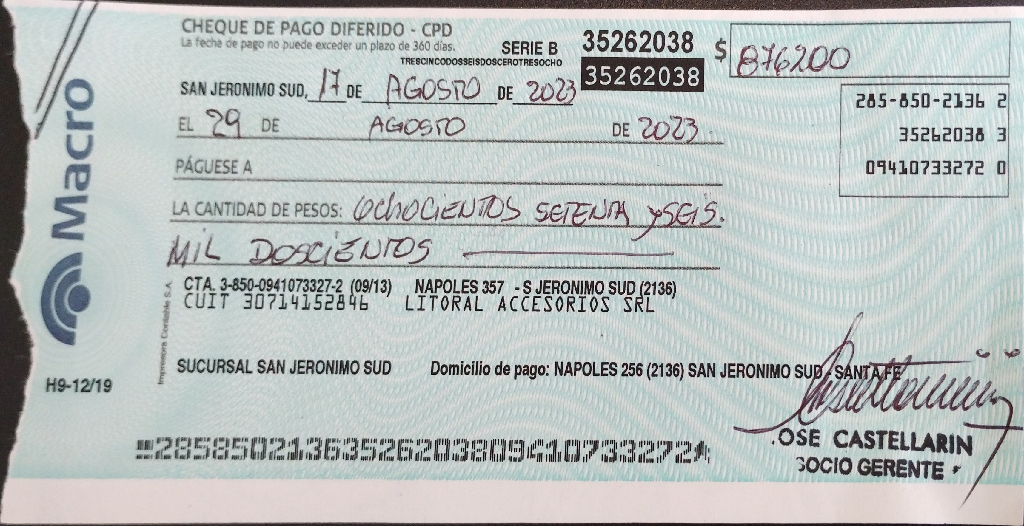 CHEQUE DE PAGO DIFERIDO - CPD
La fecha de pago no puede exceder un plazo de 360 días.
SERIE B 35262038 $ 876200
TRESCINCODOSSEISDOSCEROTRESOCHO
35262038
SAN JERONIMO SUD, 17 DE AGOSTO DE 2023
285-850-2136 2
35262038 3
09410733272 0
EL 29 DE AGOSTO DE 2023.
PÁGUESE A
LA CANTIDAD DE PESOS: OCHOCIENTOS SETENTA y SEIS.
MIL DOSCIENTOS
CTA. 3-850-0941073327-2 (09/13) NAPOLES 357 - S JERONIMO SUD (2136)
CUIT 30714152846 LITORAL ACCESORIOS SRL
SUCURSAL SAN JERONIMO SUD Domicilio de pago: NAPOLES 256 (2136) SAN JERONIMO SUD - SANTA FE
Macro
H9-12/19
Impresora Contable S.A.
28585021363526203809410733272
OSE CASTELLARIN
SOCIO GERENTE